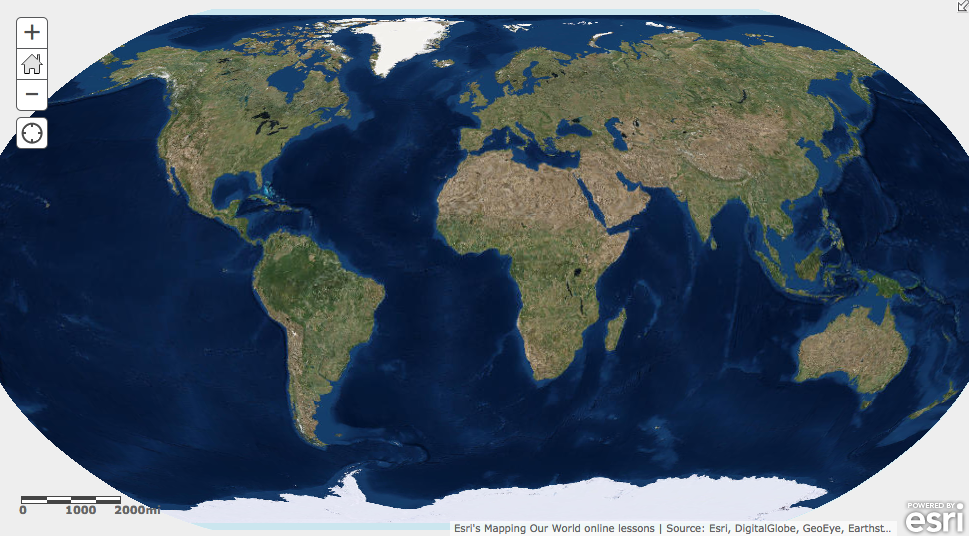 +
−
0 1000 2000mi
Esri's Mapping Our World online lessons | Source: Esri, DigitalGlobe, GeoEye, Earthst...
POWERED BY
esri